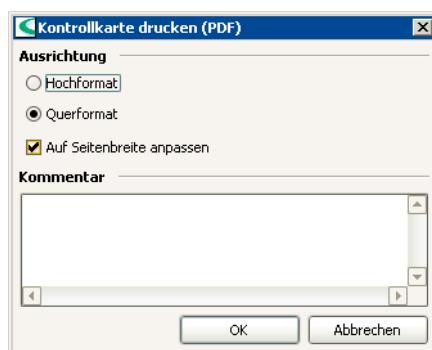 Kontrollkarte drucken (PDF)
Ausrichtung
Hochformat
Querformat
Auf Seitenbreite anpassen
Kommentar
OK
Abbrechen